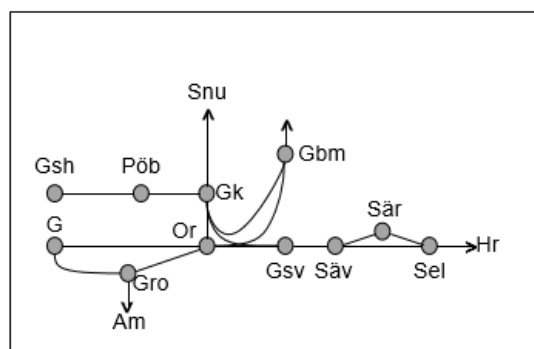 Snu
Gsh Pöb Gk Gbm
G Or Sär
Gro Gsv Säv Sel Hr
Am